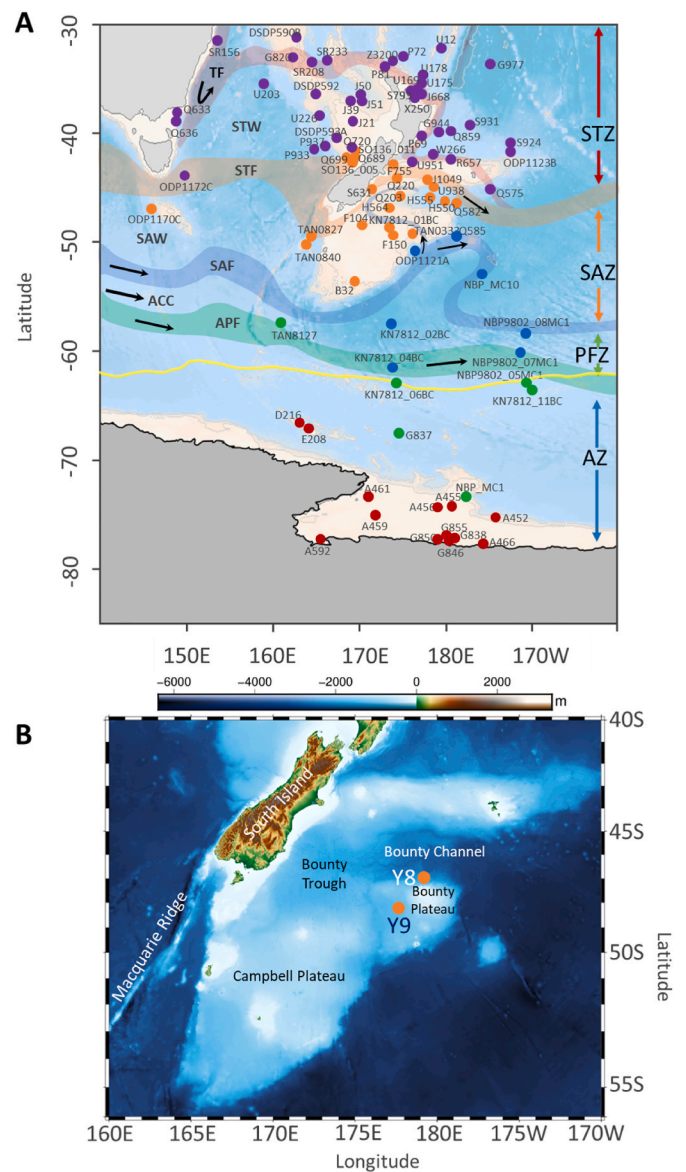 A
-30
-40
-50
-60
-70
-80
Latitude
DSDP590B
SR156
G820
SR233
SR208
Z3200
P72
U12
TF
DSDP592
P81
U178
G977
U203
J50
U169
U175
Q633
S793
J668
J39
J51
X250
Q636
STW
U226
J21
DSDP593A
G944
S931
P69
Q859
P937
Q720
SO136_011
W266
S924
P933
Q699
Q689
U951
R657
ODP1123B
STF
SO136_005
F755
J1049
ODP1172C
S631
Q220
U938
Q575
Q203
H555
H564
H550
Q582
ODP1170C
F104
KN7812_01BC
SAW
TAN0827
TAN0333
Q585
F150
TAN0840
ODP1121A
SAF
NBP_MC10
B32
ACC
APF
TAN8127
KN7812_02BC
NBP9802_08MC1
KN7812_04BC
NBP9802_07MC1
NBP9802_05MC1
KN7812_06BC
KN7812_11BC
D216
E208
G837
A461
A455
NBP_MC1
A456
A459
A452
G855
G850
G838
A592
G846
A466
STZ
SAZ
PFZ
AZ
150E
160E
170E
180E
170W
-6000
-4000
-2000
0
2000
m
B
40S
South Island
45S
Bounty Channel
Bounty
Trough
Y8
Bounty
Plateau
Y9
Macquarie Ridge
50S
Campbell Plateau
Latitude
55S
160E
165E
170E
175E
180E
175W
170W
Longitude